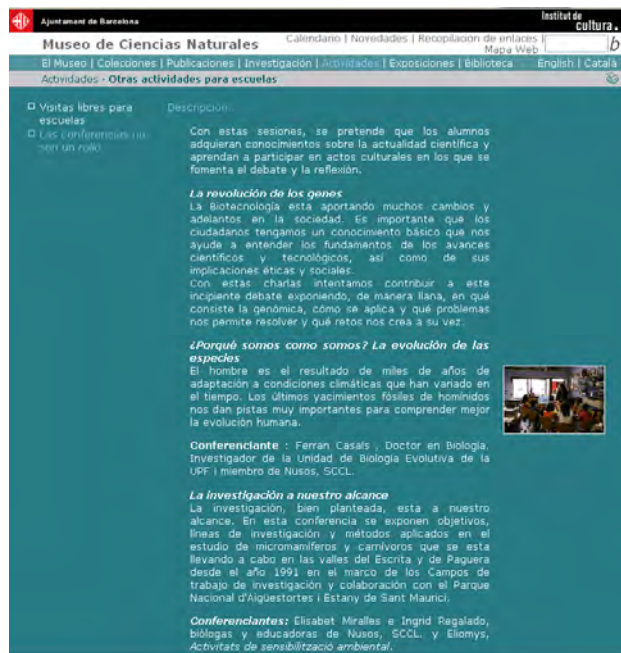 Ajuntament de Barcelona
Institut de
cultura.
Museo de Ciencias Naturales
Calendario | Novedades | Recopilación de enlaces |
Mapa Web
b
El Museo | Colecciones | Publicaciones | Investigación | Actividades | Exposiciones | Biblioteca
English | Català
Actividades - Otras actividades para escuelas
Visitas libres para
escuelas
Las conferencias no
son un rollo
Descripción:
Con estas sesiones, se pretende que los alumnos
adquieran conocimientos sobre la actualidad científica y
aprendan a participar en actos culturales en los que se
fomenta el debate y la reflexión.
La revolución de los genes
La Biotecnología esta aportando muchos cambios y
adelantos en la sociedad. Es importante que los
ciudadanos tengamos un conocimiento básico que nos
ayude a entender los fundamentos de los avances
científicos y tecnológicos, así como de sus
implicaciones éticas y sociales.
Con estas charlas intentamos contribuir a este
incipiente debate exponiendo, de manera llana, en qué
consiste la genómica, cómo se aplica y qué problemas
nos permite resolver y qué retos nos crea a su vez.
¿Porqué somos como somos? La evolución de las
especies
El hombre es el resultado de miles de años de
adaptación a condiciones climáticas que han variado en
el tiempo. Los últimos yacimientos fósiles de homínidos
nos dan pistas muy importantes para comprender mejor
la evolución humana.
Conferenciante : Ferran Casals , Doctor en Biología.
Investigador de la Unidad de Biología Evolutiva de la
UPF i miembro de Nusos, SCCL.
La investigación a nuestro alcance
La investigación, bien planteada, esta a nuestro
alcance. En esta conferencia se exponen objetivos,
líneas de investigación y métodos aplicados en el
estudio de micromamíferos y carnívoros que se esta
llevando a cabo en las valles del Escrita y de Paguera
desde el año 1991 en el marco de los Campos de
trabajo de investigación y colaboración con el Parque
Nacional d'Aigüestortes i Estany de Sant Maurici.
Conferenciantes: Elisabet Miralles e Ingrid Regalado,
biólogas y educadoras de Nusos, SCCL. y Eliomys,
Activitats de sensibilització ambiental.